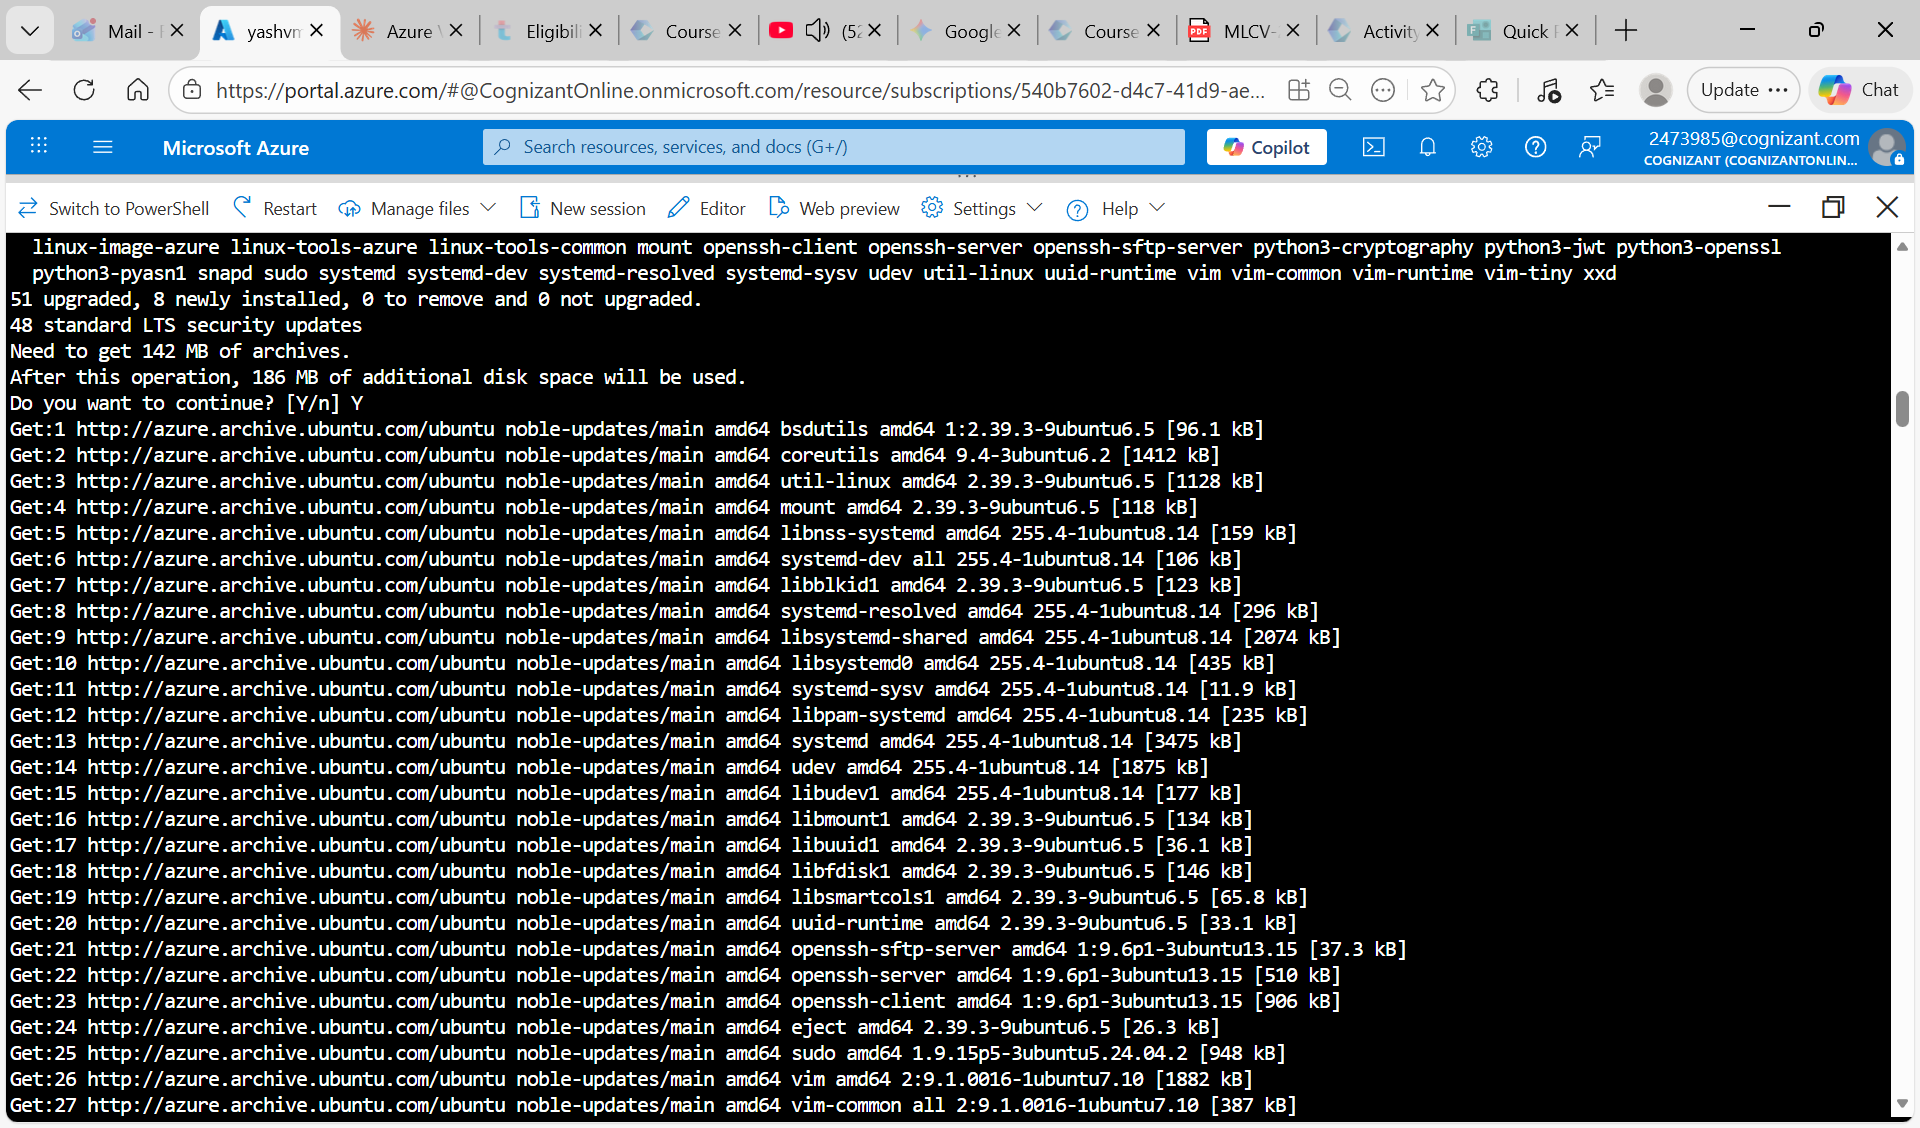 Mail -
yashvm
Azure
Eligibili
Course
(52
Google
Course
MLCV-
Activity
Quick
https://portal.azure.com/#@CognizantOnline.onmicrosoft.com/resource/subscriptions/540b7602-d4c7-41d9-ae...
Update
Chat
Microsoft Azure
Search resources, services, and docs (G+/)
Copilot
2473985@cognizant.com
COGNIZANT (COGNIZANTONLIN...
Switch to PowerShell
Restart
Manage files
New session
Editor
Web preview
Settings
Help
linux-image-azure linux-tools-azure linux-tools-common mount openssh-client openssh-server openssh-sftp-server python3-cryptography python3-jwt python3-openssl
python3-pyasn1 snapd sudo systemd systemd-dev systemd-resolved systemd-sysv udev util-linux uuid-runtime vim vim-common vim-runtime vim-tiny xxd
51 upgraded, 8 newly installed, 0 to remove and 0 not upgraded.
48 standard LTS security updates
Need to get 142 MB of archives.
After this operation, 186 MB of additional disk space will be used.
Do you want to continue? [Y/n] Y
Get:1 http://azure.archive.ubuntu.com/ubuntu noble-updates/main amd64 bsdutils amd64 1:2.39.3-9ubuntu6.5 [96.1 kB]
Get:2 http://azure.archive.ubuntu.com/ubuntu noble-updates/main amd64 coreutils amd64 9.4-3ubuntu6.2 [1412 kB]
Get:3 http://azure.archive.ubuntu.com/ubuntu noble-updates/main amd64 util-linux amd64 2.39.3-9ubuntu6.5 [1128 kB]
Get:4 http://azure.archive.ubuntu.com/ubuntu noble-updates/main amd64 mount amd64 2.39.3-9ubuntu6.5 [118 kB]
Get:5 http://azure.archive.ubuntu.com/ubuntu noble-updates/main amd64 libnss-systemd amd64 255.4-1ubuntu8.14 [159 kB]
Get:6 http://azure.archive.ubuntu.com/ubuntu noble-updates/main amd64 systemd-dev all 255.4-1ubuntu8.14 [106 kB]
Get:7 http://azure.archive.ubuntu.com/ubuntu noble-updates/main amd64 libblkid1 amd64 2.39.3-9ubuntu6.5 [123 kB]
Get:8 http://azure.archive.ubuntu.com/ubuntu noble-updates/main amd64 systemd-resolved amd64 255.4-1ubuntu8.14 [296 kB]
Get:9 http://azure.archive.ubuntu.com/ubuntu noble-updates/main amd64 libsystemd-shared amd64 255.4-1ubuntu8.14 [2074 kB]
Get:10 http://azure.archive.ubuntu.com/ubuntu noble-updates/main amd64 libsystemd0 amd64 255.4-1ubuntu8.14 [435 kB]
Get:11 http://azure.archive.ubuntu.com/ubuntu noble-updates/main amd64 systemd-sysv amd64 255.4-1ubuntu8.14 [11.9 kB]
Get:12 http://azure.archive.ubuntu.com/ubuntu noble-updates/main amd64 libpam-systemd amd64 255.4-1ubuntu8.14 [235 kB]
Get:13 http://azure.archive.ubuntu.com/ubuntu noble-updates/main amd64 systemd amd64 255.4-1ubuntu8.14 [3475 kB]
Get:14 http://azure.archive.ubuntu.com/ubuntu noble-updates/main amd64 udev amd64 255.4-1ubuntu8.14 [1875 kB]
Get:15 http://azure.archive.ubuntu.com/ubuntu noble-updates/main amd64 libudev1 amd64 255.4-1ubuntu8.14 [177 kB]
Get:16 http://azure.archive.ubuntu.com/ubuntu noble-updates/main amd64 libmount1 amd64 2.39.3-9ubuntu6.5 [134 kB]
Get:17 http://azure.archive.ubuntu.com/ubuntu noble-updates/main amd64 libuuid1 amd64 2.39.3-9ubuntu6.5 [36.1 kB]
Get:18 http://azure.archive.ubuntu.com/ubuntu noble-updates/main amd64 libfdisk1 amd64 2.39.3-9ubuntu6.5 [146 kB]
Get:19 http://azure.archive.ubuntu.com/ubuntu noble-updates/main amd64 libsmartcols1 amd64 2.39.3-9ubuntu6.5 [65.8 kB]
Get:20 http://azure.archive.ubuntu.com/ubuntu noble-updates/main amd64 uuid-runtime amd64 2.39.3-9ubuntu6.5 [33.1 kB]
Get:21 http://azure.archive.ubuntu.com/ubuntu noble-updates/main amd64 openssh-sftp-server amd64 1:9.6p1-3ubuntu13.15 [37.3 kB]
Get:22 http://azure.archive.ubuntu.com/ubuntu noble-updates/main amd64 openssh-server amd64 1:9.6p1-3ubuntu13.15 [510 kB]
Get:23 http://azure.archive.ubuntu.com/ubuntu noble-updates/main amd64 openssh-client amd64 1:9.6p1-3ubuntu13.15 [906 kB]
Get:24 http://azure.archive.ubuntu.com/ubuntu noble-updates/main amd64 eject amd64 2.39.3-9ubuntu6.5 [26.3 kB]
Get:25 http://azure.archive.ubuntu.com/ubuntu noble-updates/main amd64 sudo amd64 1.9.15p5-3ubuntu5.24.04.2 [948 kB]
Get:26 http://azure.archive.ubuntu.com/ubuntu noble-updates/main amd64 vim amd64 2:9.1.0016-1ubuntu7.10 [1882 kB]
Get:27 http://azure.archive.ubuntu.com/ubuntu noble-updates/main amd64 vim-common all 2:9.1.0016-1ubuntu7.10 [387 kB]